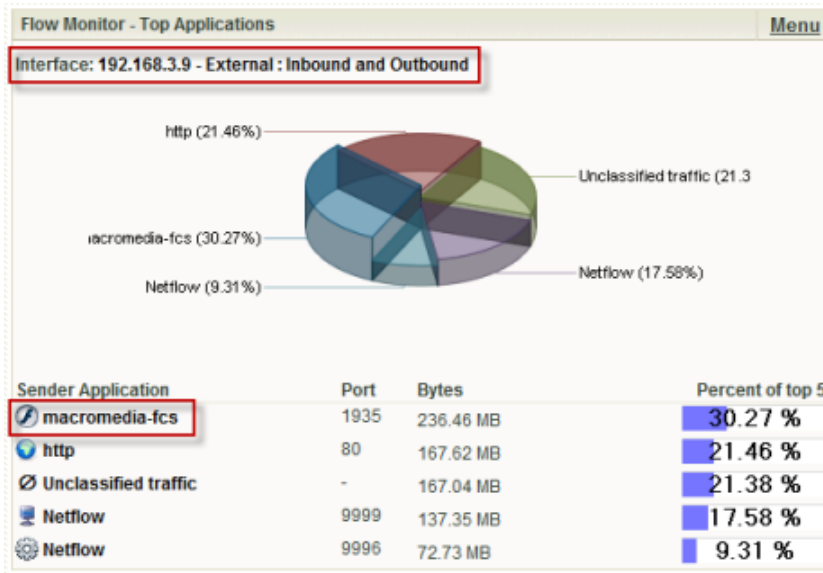 Flow Monitor - Top Applications Menu
Interface: 192.168.3.9 - External : Inbound and Outbound
http (21.46%)
Unclassified traffic (21.3
acromedia-fcs (30.27%)
Netflow (17.58%)
Netflow (9.31%)
Sender Application Port Bytes Percent of top 5
macromedia-fcs 1935 236.46 MB 30.27 %
http 80 167.62 MB 21.46 %
Unclassified traffic - 167.04 MB 21.38 %
Netflow 9999 137.35 MB 17.58 %
Netflow 9996 72.73 MB 9.31 %